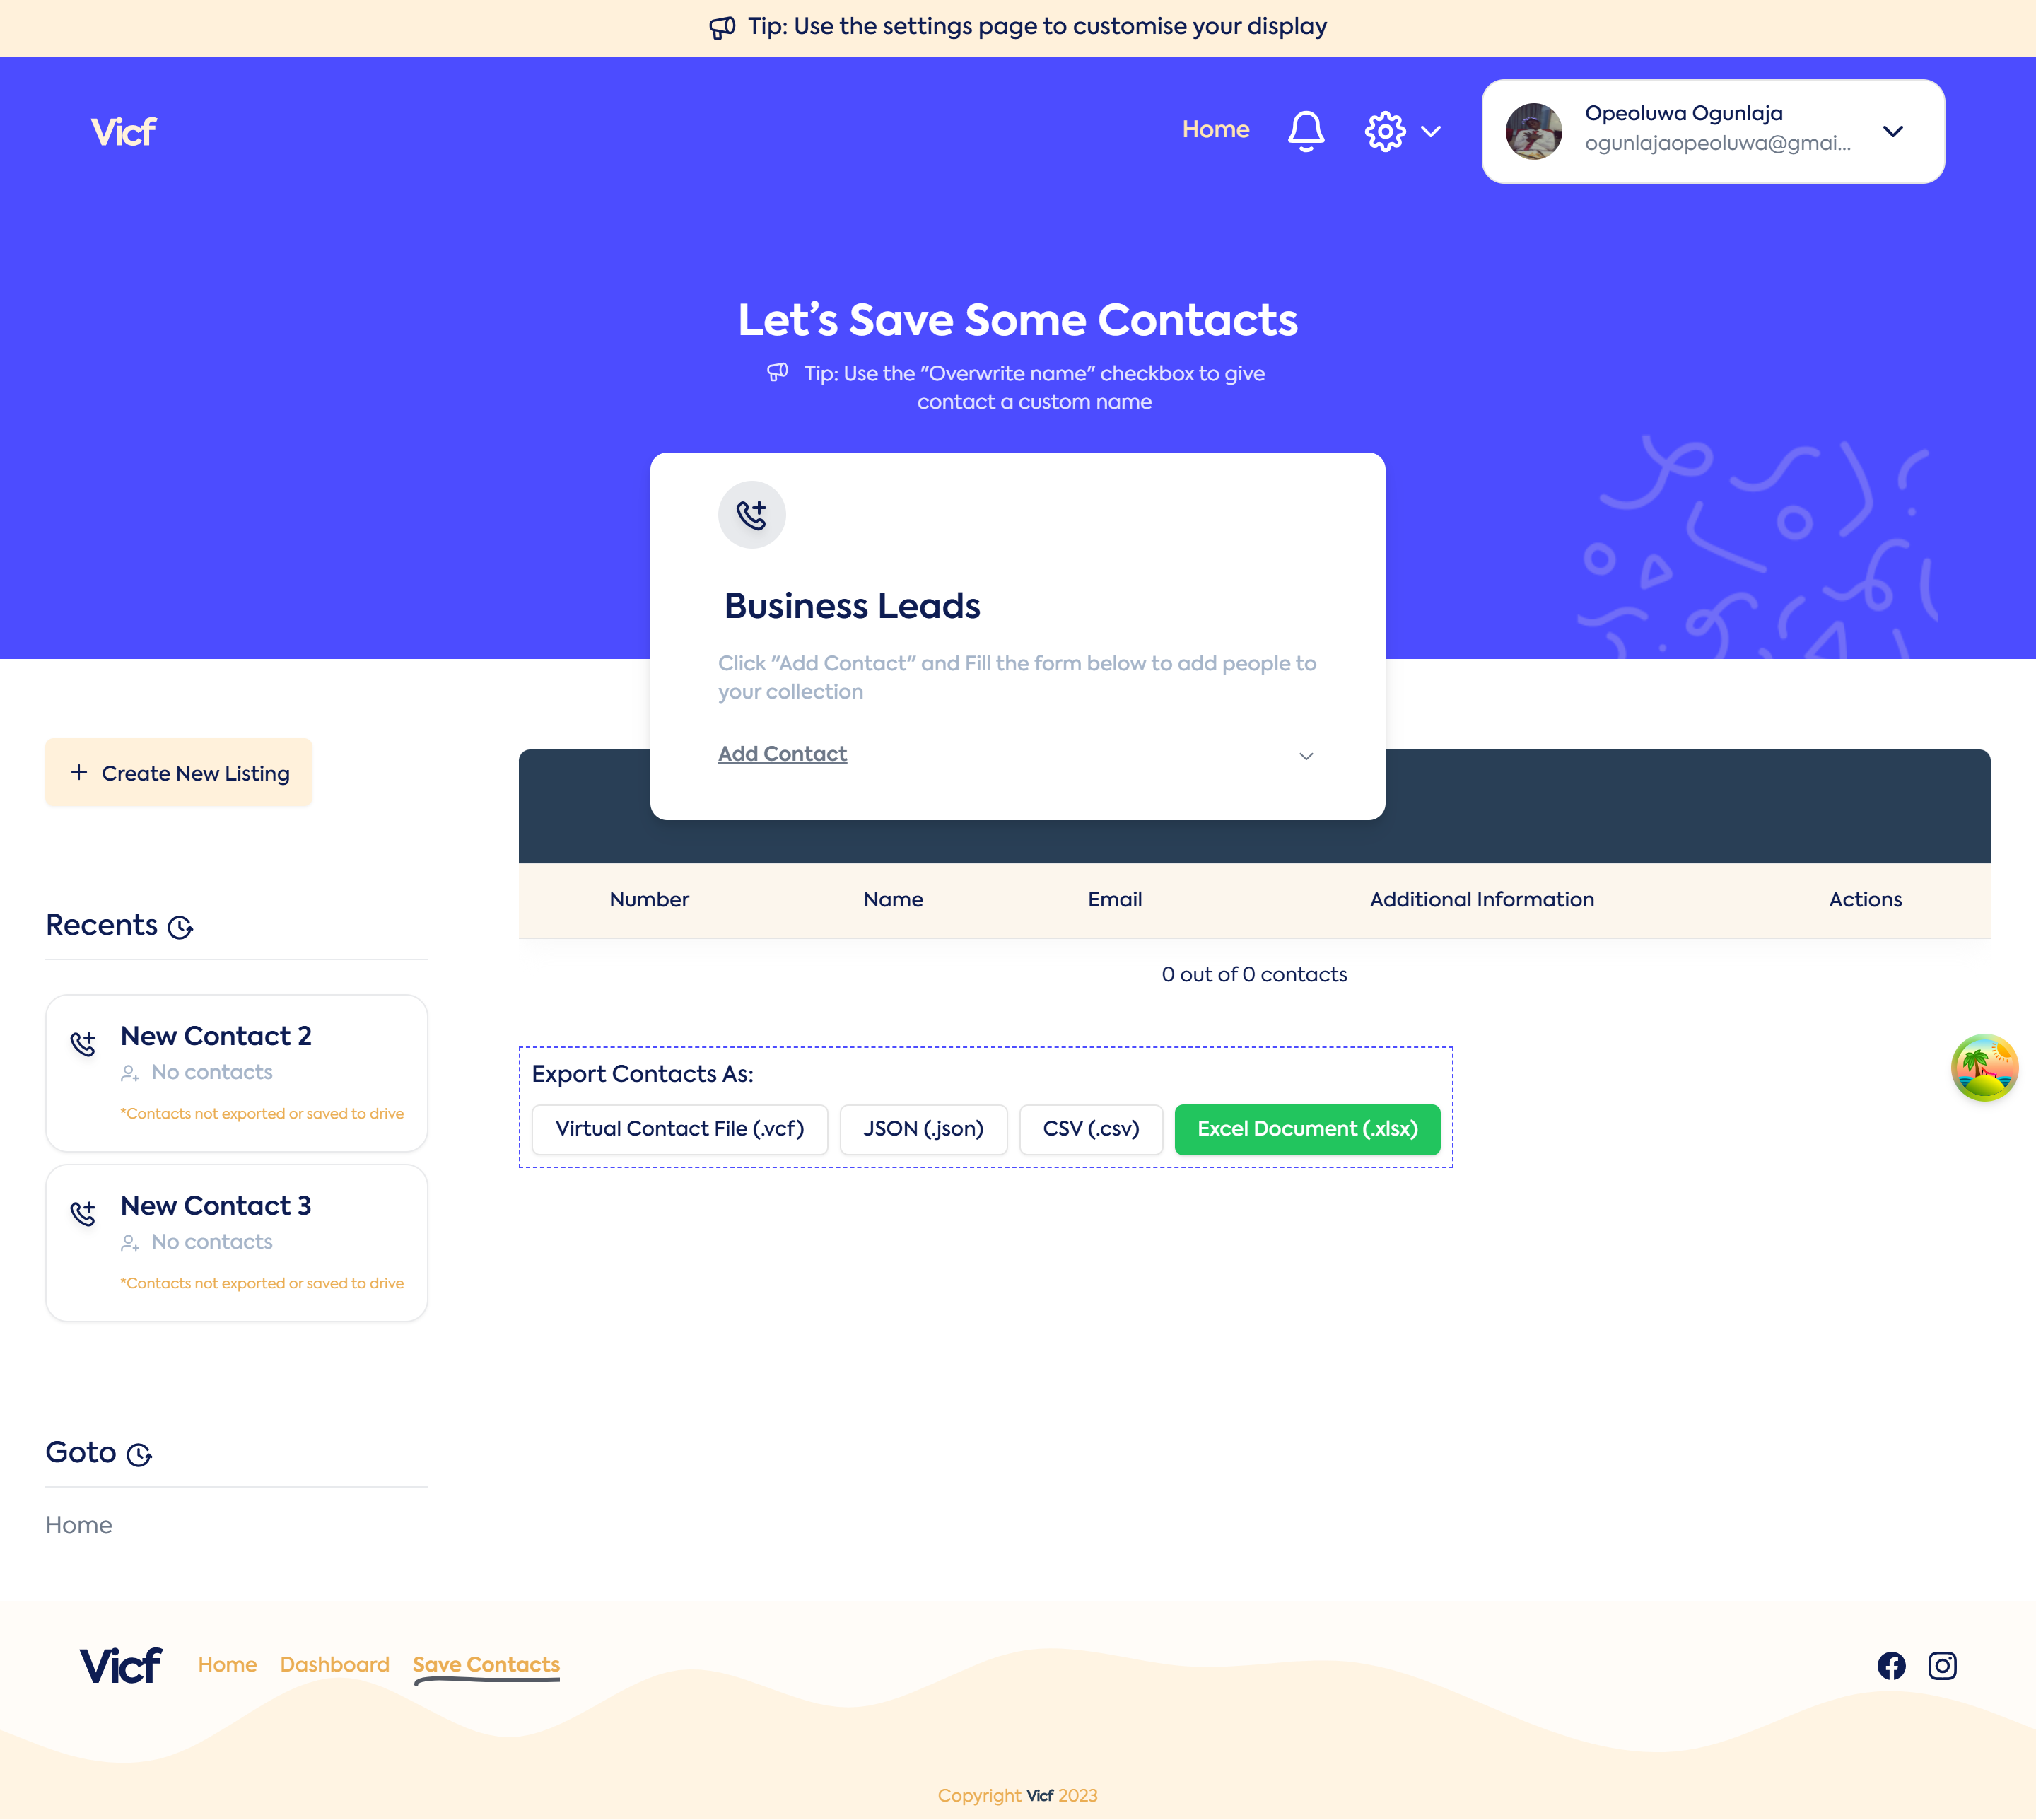 Tip: Use the settings page to customise your display
Vicf
Home
Opeoluwa Ogunlaja
ogunlajaopeoluwa@gmai...
Let's Save Some Contacts
Tip: Use the "Overwrite name" checkbox to give
contact a custom name
Business Leads
Click "Add Contact" and Fill the form below to add people to
your collection
Add Contact
Create New Listing
Recents
New Contact 2
No contacts
*Contacts not exported or saved to drive
New Contact 3
No contacts
*Contacts not exported or saved to drive
Goto
Home
Number Name Email Additional Information Actions
0 out of 0 contacts
Export Contacts As:
Virtual Contact File (.vcf) JSON (.json) CSV (.csv) Excel Document (.xlsx)
Vicf Home Dashboard Save Contacts
Copyright Vicf 2023